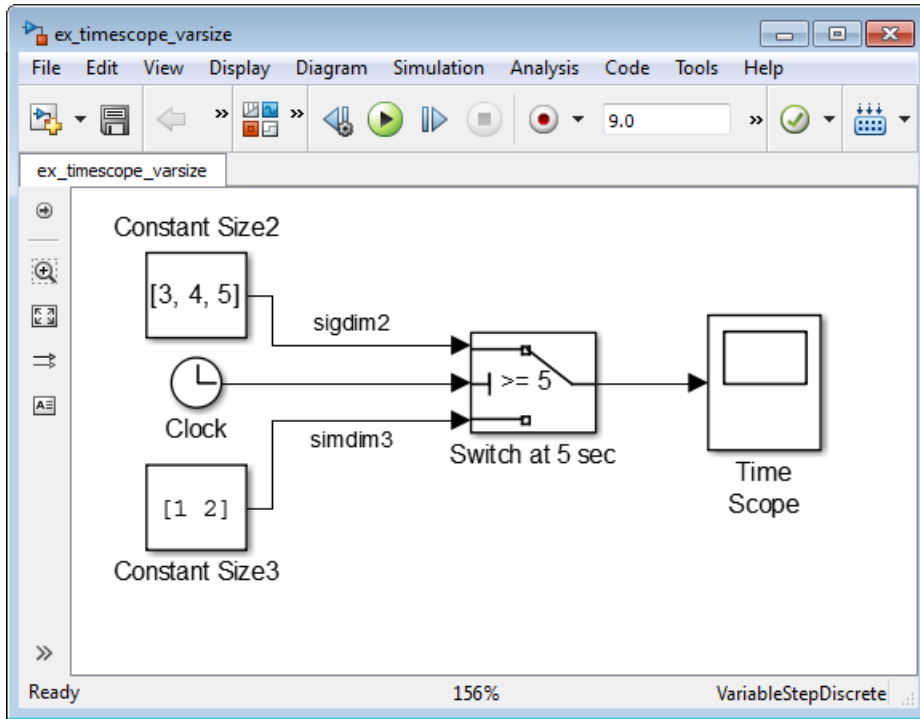 ex_timescope_varsize
File Edit View Display Diagram Simulation Analysis Code Tools Help
» » 9.0 »
ex_timescope_varsize
Constant Size2
[3, 4, 5]
sigdim2
>= 5
Clock
simdim3
Switch at 5 sec
[1 2]
Time
Scope
Constant Size3
A
»
Ready 156% VariableStepDiscrete